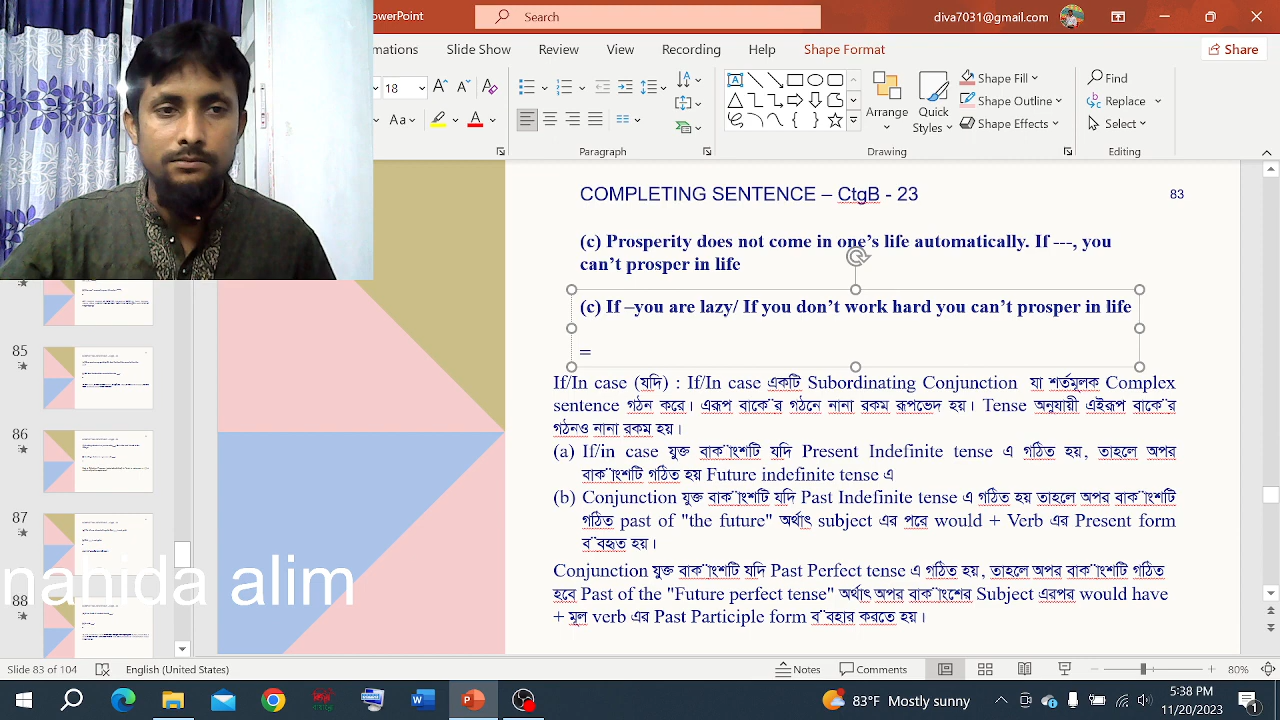 PowerPoint
Search
diva7031@gmail.com
mations Slide Show Review View Recording Help Shape Format Share
18
Aa
Arrange
Quick
Styles
Shape Fill
Shape Outline
Shape Effects
Find
Replace
Select
Paragraph Drawing Editing
COMPLETING SENTENCE – CtgB - 23
83
(c) Prosperity does not come in one's life automatically. If ---, you
can't prosper in life
(c) If –you are lazy/ If you don't work hard you can't prosper in life
=
If/In case (যদি) : If/In case একটি Subordinating Conjunction যা শর্তমূলক Complex
sentence গঠন করে। এরূপ বাকে¨র গঠনে নানা রকম রূপভেদ হয়। Tense অনুযায়ী এইরূপ বাকে¨র
গঠনও নানা রকম হয়।
(a) If/in case যুক্ত বাক¨াংশটি যদি Present Indefinite tense এ গঠিত হয়, তাহলে অপর
বাক¨াংশটি গঠিত হয় Future indefinite tense এ
(b) Conjunction যুক্ত বাক¨াংশটি যদি Past Indefinite tense এ গঠিত হয় তাহলে অপর বাক¨াংশটি
গঠিত past of "the future" অর্থাৎ subject এর পরে would + Verb এর Present form
ব¨বহৃত হয়।
Conjunction যুক্ত বাক¨াংশটি যদি Past Perfect tense এ গঠিত হয়, তাহলে অপর বাক¨াংশটি গঠিত
হবে Past of the "Future perfect tense" অর্থাৎ অপর বাক¨াংশের Subject এরপর would have
+ মূল verb এর Past Participle form ব¨বহার করতে হয়।
85
86
87
88
nahida alim
Slide 83 of 104 English (United States) Notes Comments 80%
83°F Mostly sunny
5:38 PM
11/20/2023